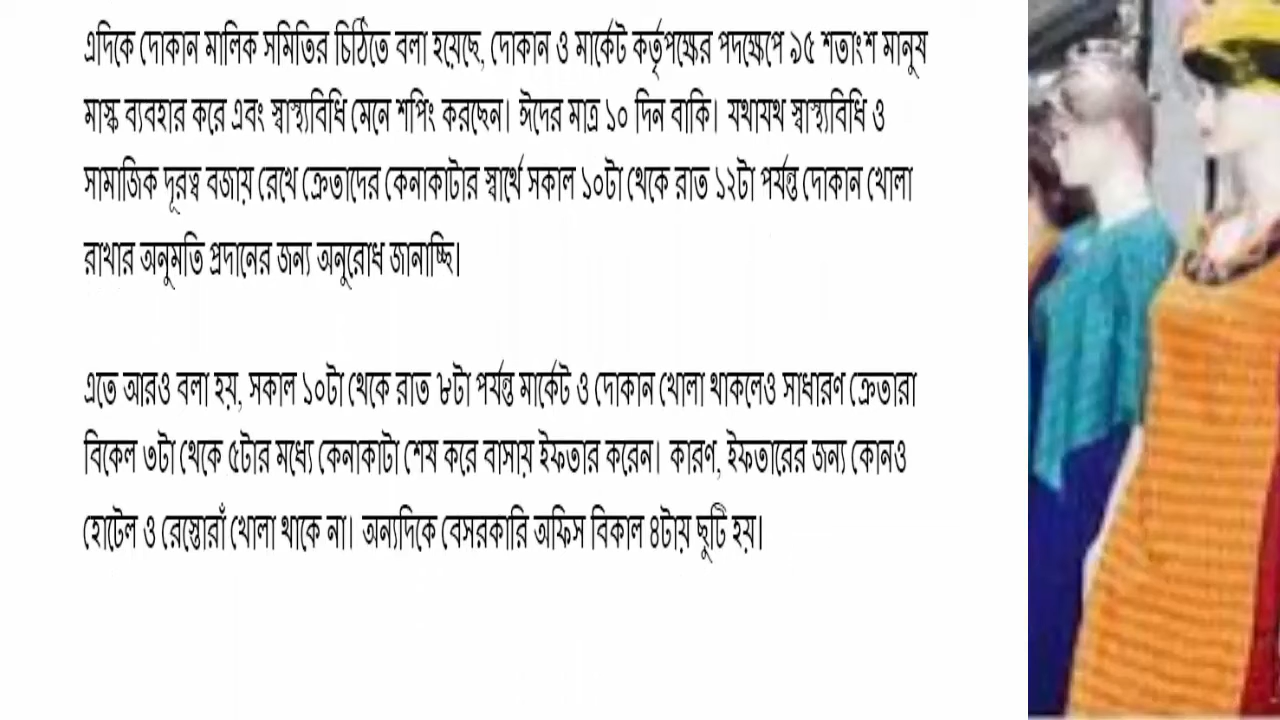 এদিকে দোকান মালিক সমিতির চিঠিতে বলা হয়েছে, দোকান ও মার্কেট কর্তৃপক্ষের পদক্ষেপে ৯৫ শতাংশ মানুষ
মাস্ক ব্যবহার করে এবং স্বাস্থ্যবিধি মেনে শপিং করছেন। ঈদের মাত্র ১০ দিন বাকি। যথাযথ স্বাস্থ্যবিধি ও
সামাজিক দূরত্ব বজায় রেখে ক্রেতাদের কেনাকাটার স্বার্থে সকাল ১০টা থেকে রাত ১২টা পর্যন্ত দোকান খোলা
রাখার অনুমতি প্রদানের জন্য অনুরোধ জানাচ্ছি।
এতে আরও বলা হয়, সকাল ১০টা থেকে রাত ৮টা পর্যন্ত মার্কেট ও দোকান খোলা থাকলেও সাধারণ ক্রেতারা
বিকেল ৩টা থেকে ৫টার মধ্যে কেনাকাটা শেষ করে বাসায় ইফতার করেন। কারণ, ইফতারের জন্য কোনও
হোটেল ও রেস্তোরাঁ খোলা থাকে না। অন্যদিকে বেসরকারি অফিস বিকাল ৪টায় ছুটি হয়।